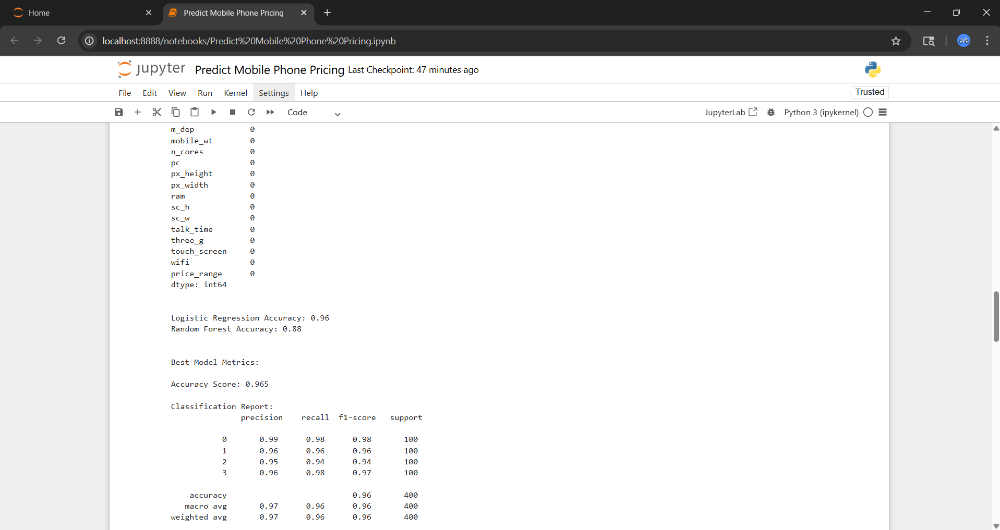 Home
Predict Mobile Phone Pricing
localhost:8888/notebooks/Predict%20Mobile%20Phone%20Pricing.ipynb
jupyter Predict Mobile Phone Pricing Last Checkpoint: 47 minutes ago
File Edit View Run Kernel Settings Help Trusted
Code JupyterLab Python 3 (ipykernel)
m_dep 0
mobile_wt 0
n_cores 0
pc 0
px_height 0
px_width 0
ram 0
sc_h 0
sc_w 0
talk_time 0
three_g 0
touch_screen 0
wifi 0
price_range 0
dtype: int64
Logistic Regression Accuracy: 0.96
Random Forest Accuracy: 0.88
Best Model Metrics:
Accuracy Score: 0.965
Classification Report:
precision recall f1-score support
0 0.99 0.98 0.98 100
1 0.96 0.96 0.96 100
2 0.95 0.94 0.94 100
3 0.96 0.98 0.97 100
accuracy 0.96 400
macro avg 0.97 0.96 0.96 400
weighted avg 0.97 0.96 0.96 400